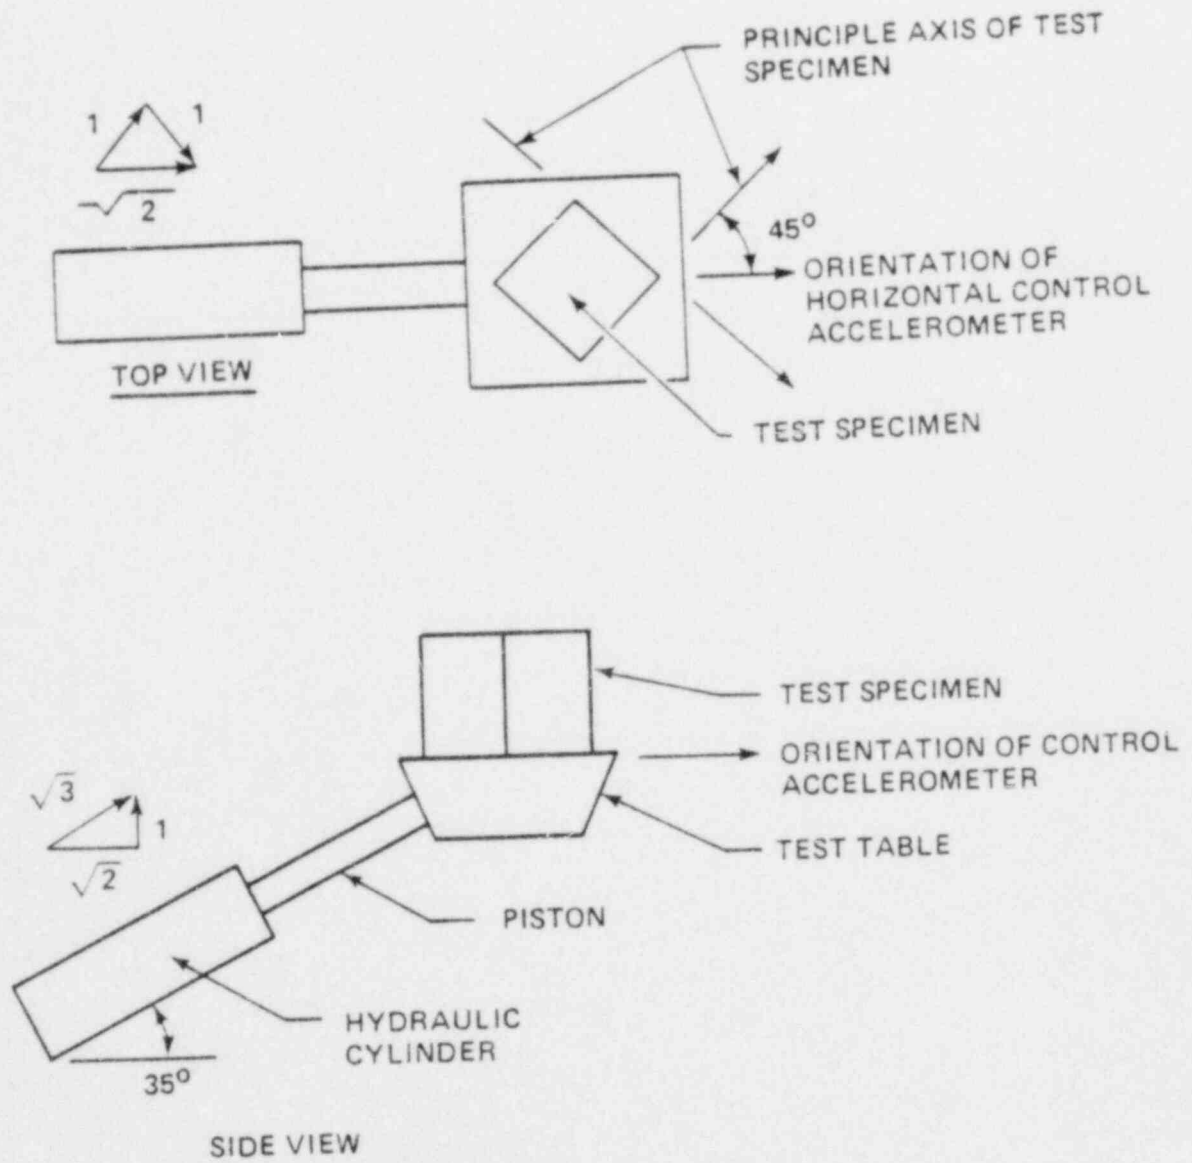 PRINCIPLE AXIS OF TEST
SPECIMEN
1
1
√2
45°
ORIENTATION OF
HORIZONTAL CONTROL
ACCELEROMETER
TOP VIEW
TEST SPECIMEN
TEST SPECIMEN
ORIENTATION OF CONTROL
ACCELEROMETER
√3
1
√2
TEST TABLE
PISTON
HYDRAULIC
CYLINDER
35°
SIDE VIEW